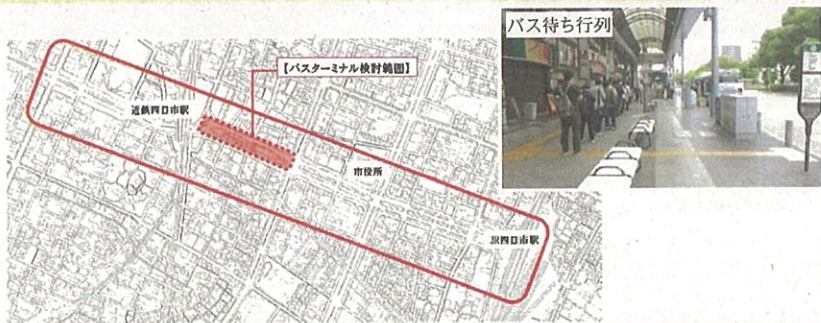 【バスターミナル検討範囲】
バス待ち行列
近鉄四日市駅
市役所
JR四日市駅